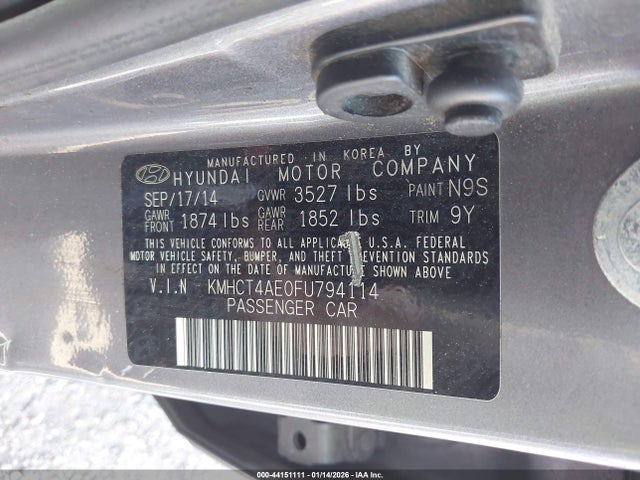 MANUFACTURED IN KOREA BY
HYUNDAI MOTOR COMPANY
SEP/17/14 GVWR 3527 lbs PAINT N9S
GAWR FRONT 1874 lbs GAWR REAR 1852 lbs TRIM 9Y
THIS VEHICLE CONFORMS TO ALL APPLICABLE U.S.A. FEDERAL
MOTOR VEHICLE SAFETY, BUMPER, AND THEFT PREVENTION STANDARDS
IN EFFECT ON THE DATE OF MANUFACTURE SHOWN ABOVE
V.I.N KMHCT4AE0FU794114
PASSENGER CAR
000-44151111 - 01/14/2026 - IAA Inc.